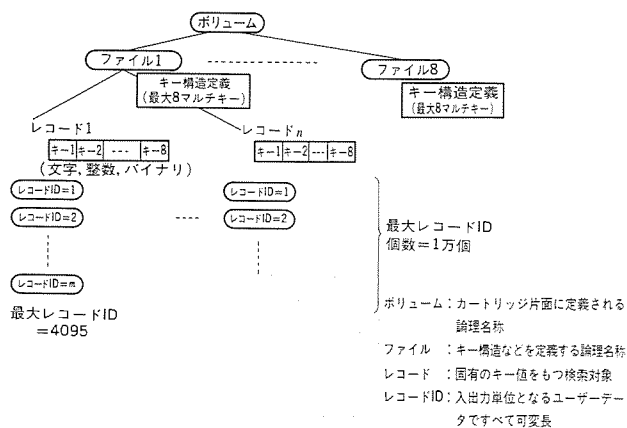 ボリューム
ファイル1
ファイル8
キー構造定義
(最大8マルチキー)
キー構造定義
(最大8マルチキー)
レコード1
レコードn
キー1 キー2 --- キー8
キー1 キー2 --- キー8
(文字, 整数, バイナリ)
レコードID=1
レコードID=1
レコードID=2
レコードID=2
レコードID=m
最大レコードID
個数=1万個
最大レコードID
=4095
ボリューム:カートリッジ片面に定義される
論理名称
ファイル :キー構造などを定義する論理名称
レコード :固有のキー値をもつ検索対象
レコードID:入出力単位となるユーザーデー
タですべて可変長